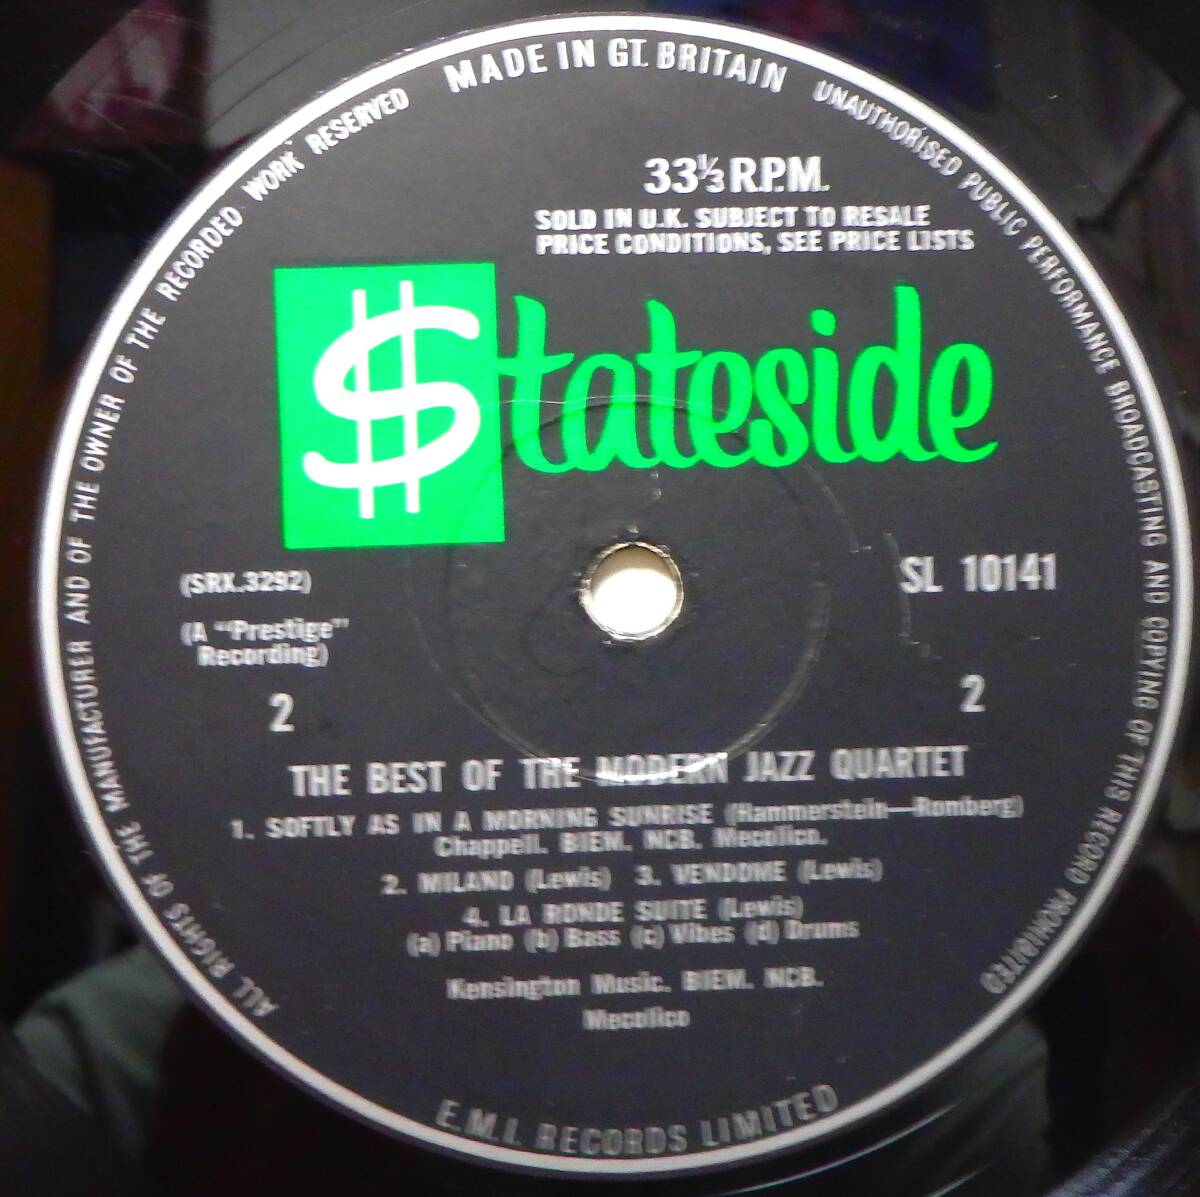 MADE IN GT. BRITAIN
UNAUTHORISED PUBLIC PERFORMANCE BROADCASTING AND COPYING OF THIS RECORD PROHIBITED
ALL RIGHTS OF THE MANUFACTURER AND OF THE OWNER OF THE RECORDED WORK RESERVED
33⅓ R.P.M.
SOLD IN U.K. SUBJECT TO RESALE
PRICE CONDITIONS, SEE PRICE LISTS
$tateside
(SRX.3292)
SL 10141
(A "Prestige"
Recording)
2
2
THE BEST OF THE MODERN JAZZ QUARTET
1. SOFTLY AS IN A MORNING SUNRISE (Hammerstein—Romberg)
Chappell. BIEM. NCB. Mecolico.
2. MILANO (Lewis) 3. VENDOME (Lewis)
4. LA RONDE SUITE (Lewis)
(a) Piano (b) Bass (c) Vibes (d) Drums
Kensington Music. BIEM. NCB.
Mecolico
E.M.I. RECORDS LIMITED